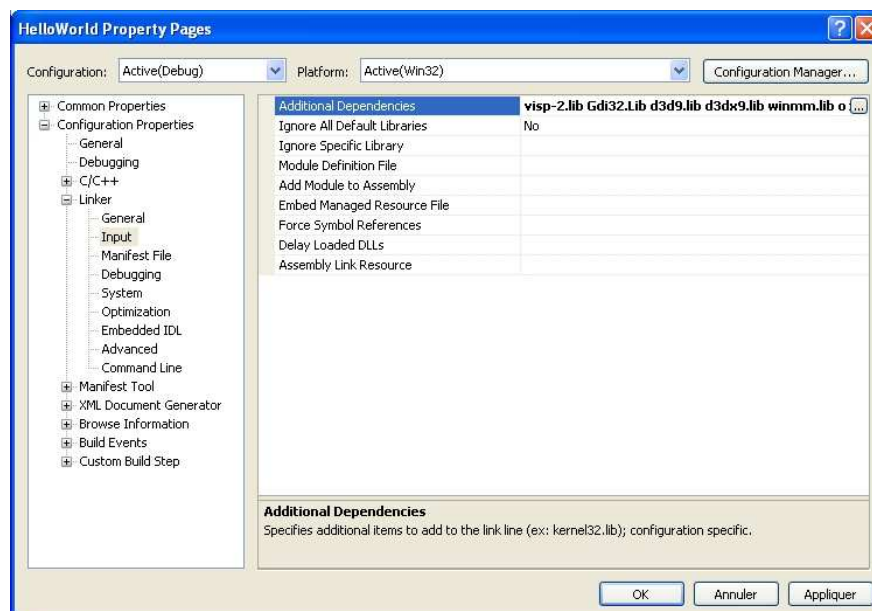 HelloWorld Property Pages
Configuration: Active(Debug) Platform: Active(Win32) Configuration Manager...
Common Properties
Configuration Properties
General
Debugging
C/C++
Linker
General
Input
Manifest File
Debugging
System
Optimization
Embedded IDL
Advanced
Command Line
Manifest Tool
XML Document Generator
Browse Information
Build Events
Custom Build Step
Additional Dependencies visp-2.lib Gdi32.Lib d3d9.lib d3dx9.lib winmm.lib o ...
Ignore All Default Libraries No
Ignore Specific Library
Module Definition File
Add Module to Assembly
Embed Managed Resource File
Force Symbol References
Delay Loaded DLLs
Assembly Link Resource
Additional Dependencies
Specifies additional items to add to the link line (ex: kernel32.lib); configuration specific.
OK Annuler Appliquer